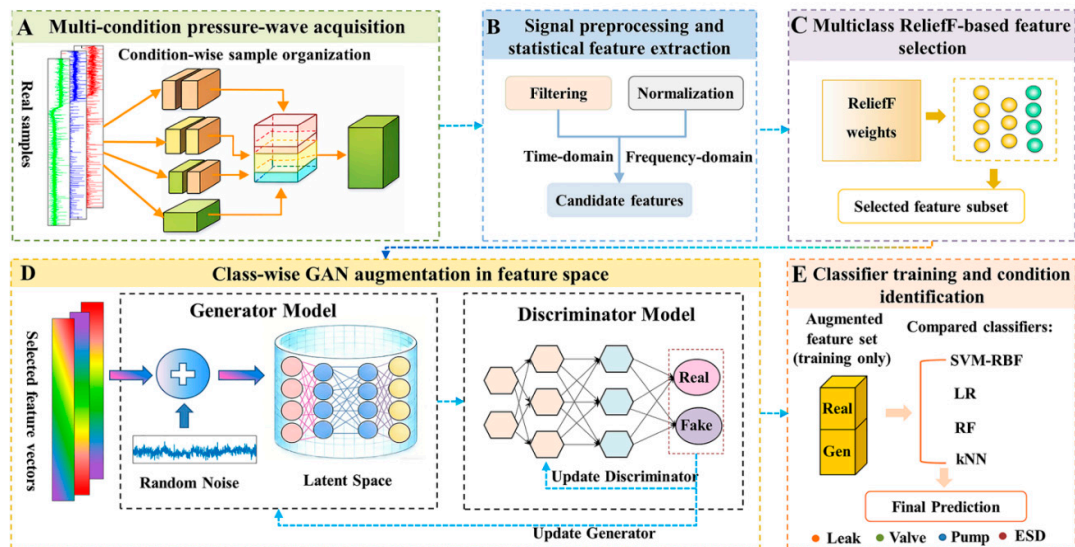 A Multi-condition pressure-wave acquisition
Condition-wise sample organization
Real samples
B Signal preprocessing and
statistical feature extraction
Filtering
Normalization
Time-domain
Frequency-domain
Candidate features
C Multiclass ReliefF-based feature
selection
ReliefF
weights
Selected feature subset
D Class-wise GAN augmentation in feature space
Selected feature vectors
Generator Model
Random Noise
Latent Space
Discriminator Model
Real
Fake
Update Discriminator
Update Generator
E Classifier training and condition
identification
Augmented
feature set
(training only)
Real
Gen
Compared classifiers:
SVM-RBF
LR
RF
kNN
Final Prediction
Leak
Valve
Pump
ESD